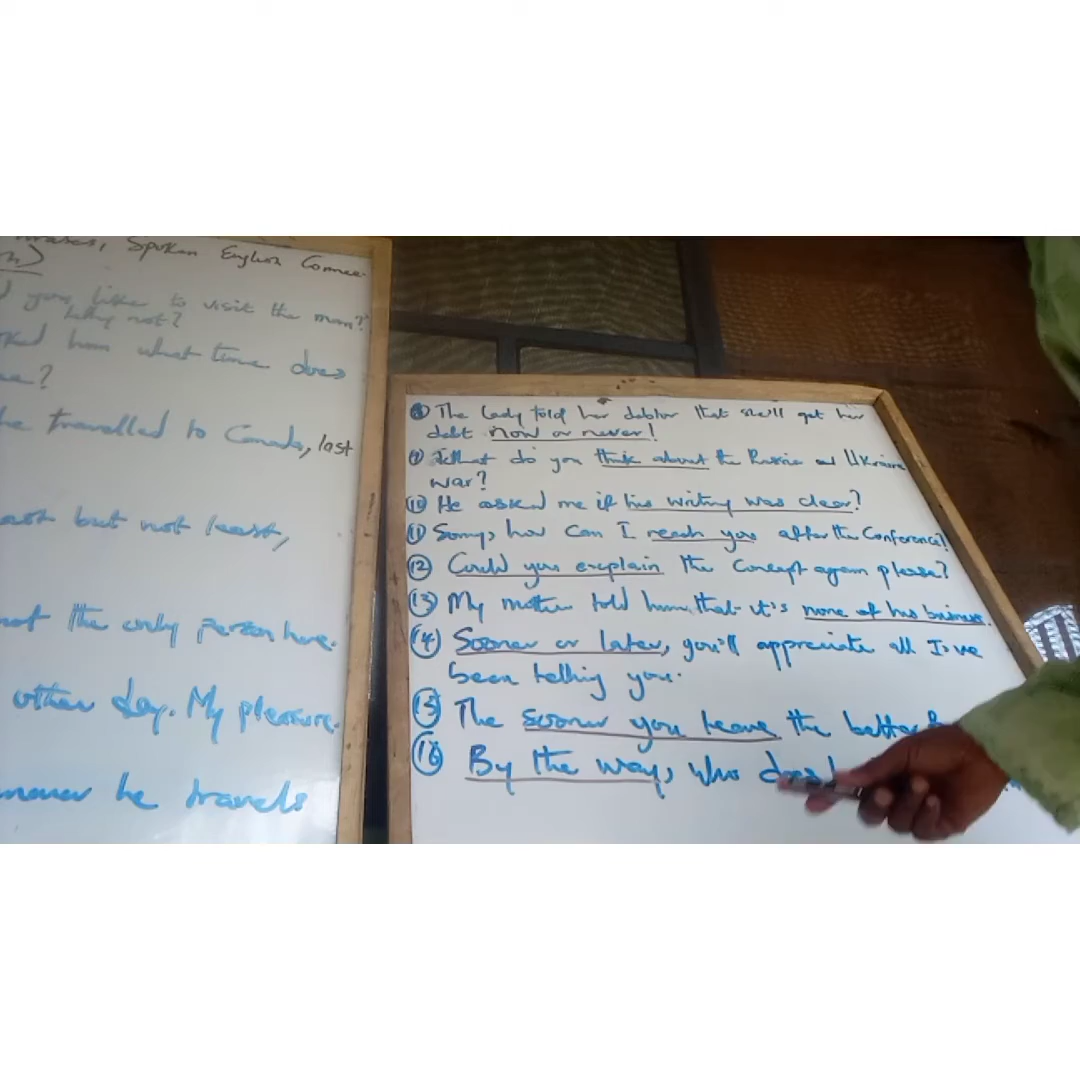 Spoken English
you like to visit the
not?
what time does
travelled to Canada, last
but not least,
not the only person here.
other day. My pleasure.
he travels
The lady told her debtor that she'll get her
debt now or never!
⑨ What do you think about the Russia and Ukraine
war?
⑩ He asked me if his writing was clear?
⑪ Sorry, how can I reach you after the Conference?
⑫ Could you explain the Concept again please?
⑬ My mother told him, that it's none of his business.
⑭ Sooner or later, you'll appreciate all I've
been telling you.
⑮ The sooner you leave the better
⑯ By the way, who does